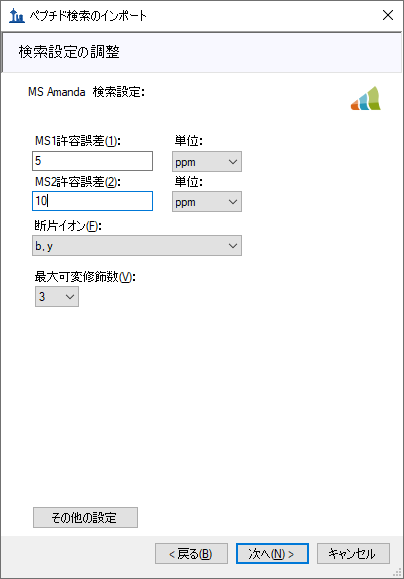 ペプチド検索のインポート
検索設定の調整
MS Amanda 検索設定:
MS1許容誤差(1): 単位:
5 ppm
MS2許容誤差(2): 単位:
10 ppm
断片イオン(F):
b, y
最大可変修飾数(V):
3
その他の設定
< 戻る(B) 次へ(N) > キャンセル